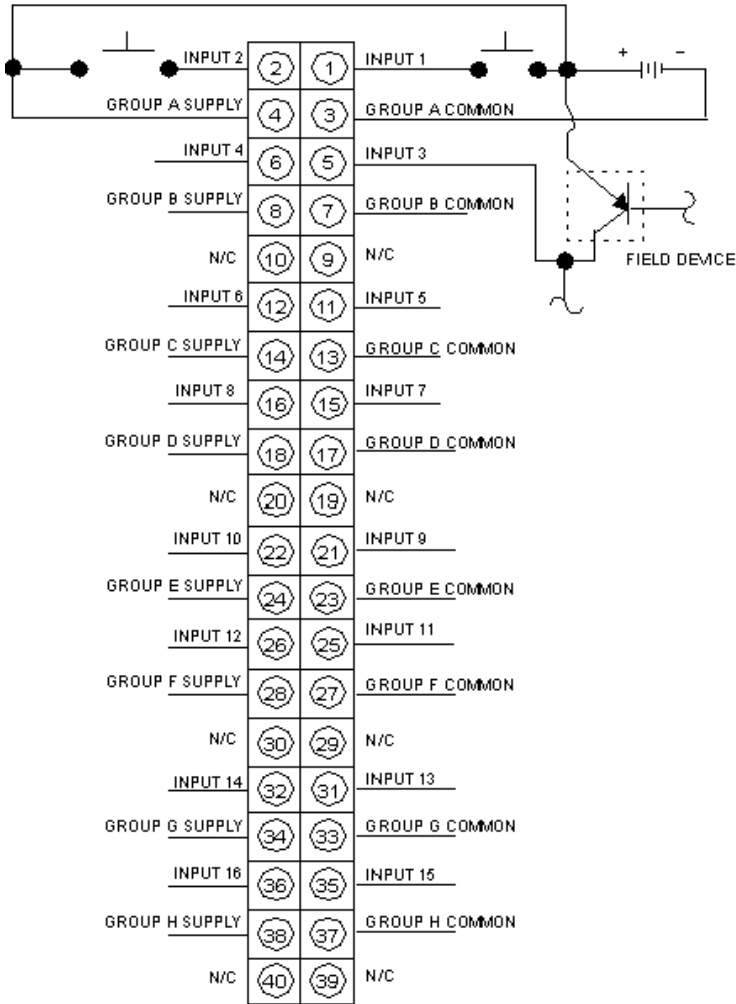 INPUT 2 2 1 INPUT 1 + −
GROUP A SUPPLY 4 3 GROUP A COMMON
INPUT 4 6 5 INPUT 3
GROUP B SUPPLY 8 7 GROUP B COMMON
N/C 10 9 N/C FIELD DEVICE
INPUT 6 12 11 INPUT 5
GROUP C SUPPLY 14 13 GROUP C COMMON
INPUT 8 16 15 INPUT 7
GROUP D SUPPLY 18 17 GROUP D COMMON
N/C 20 19 N/C
INPUT 10 22 21 INPUT 9
GROUP E SUPPLY 24 23 GROUP E COMMON
INPUT 12 26 25 INPUT 11
GROUP F SUPPLY 28 27 GROUP F COMMON
N/C 30 29 N/C
INPUT 14 32 31 INPUT 13
GROUP G SUPPLY 34 33 GROUP G COMMON
INPUT 16 36 35 INPUT 15
GROUP H SUPPLY 38 37 GROUP H COMMON
N/C 40 39 N/C